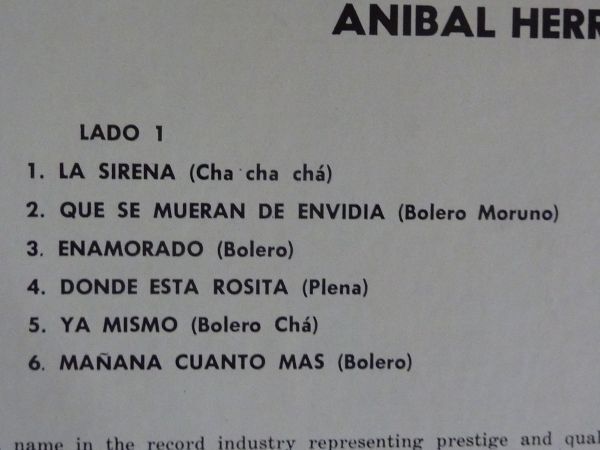 ANIBAL HERR
LADO 1
1. LA SIRENA (Cha cha chá)
2. QUE SE MUERAN DE ENVIDIA (Bolero Moruno)
3. ENAMORADO (Bolero)
4. DONDE ESTA ROSITA (Plena)
5. YA MISMO (Bolero Chá)
6. MAÑANA CUANTO MAS (Bolero)
name in the record industry representing prestige and qual